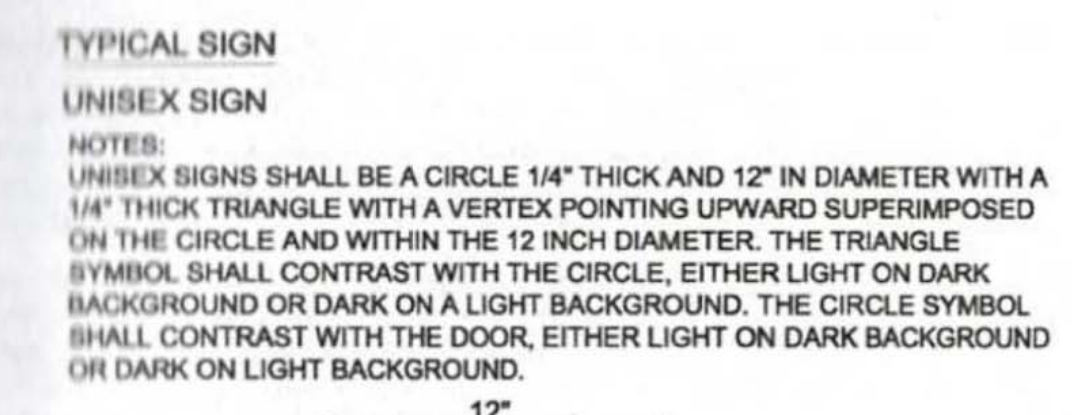 TYPICAL SIGN
UNISEX SIGN
NOTES:
UNISEX SIGNS SHALL BE A CIRCLE 1/4" THICK AND 12" IN DIAMETER WITH A
1/4" THICK TRIANGLE WITH A VERTEX POINTING UPWARD SUPERIMPOSED
ON THE CIRCLE AND WITHIN THE 12 INCH DIAMETER. THE TRIANGLE
SYMBOL SHALL CONTRAST WITH THE CIRCLE, EITHER LIGHT ON DARK
BACKGROUND OR DARK ON A LIGHT BACKGROUND. THE CIRCLE SYMBOL
SHALL CONTRAST WITH THE DOOR, EITHER LIGHT ON DARK BACKGROUND
OR DARK ON LIGHT BACKGROUND.
12"